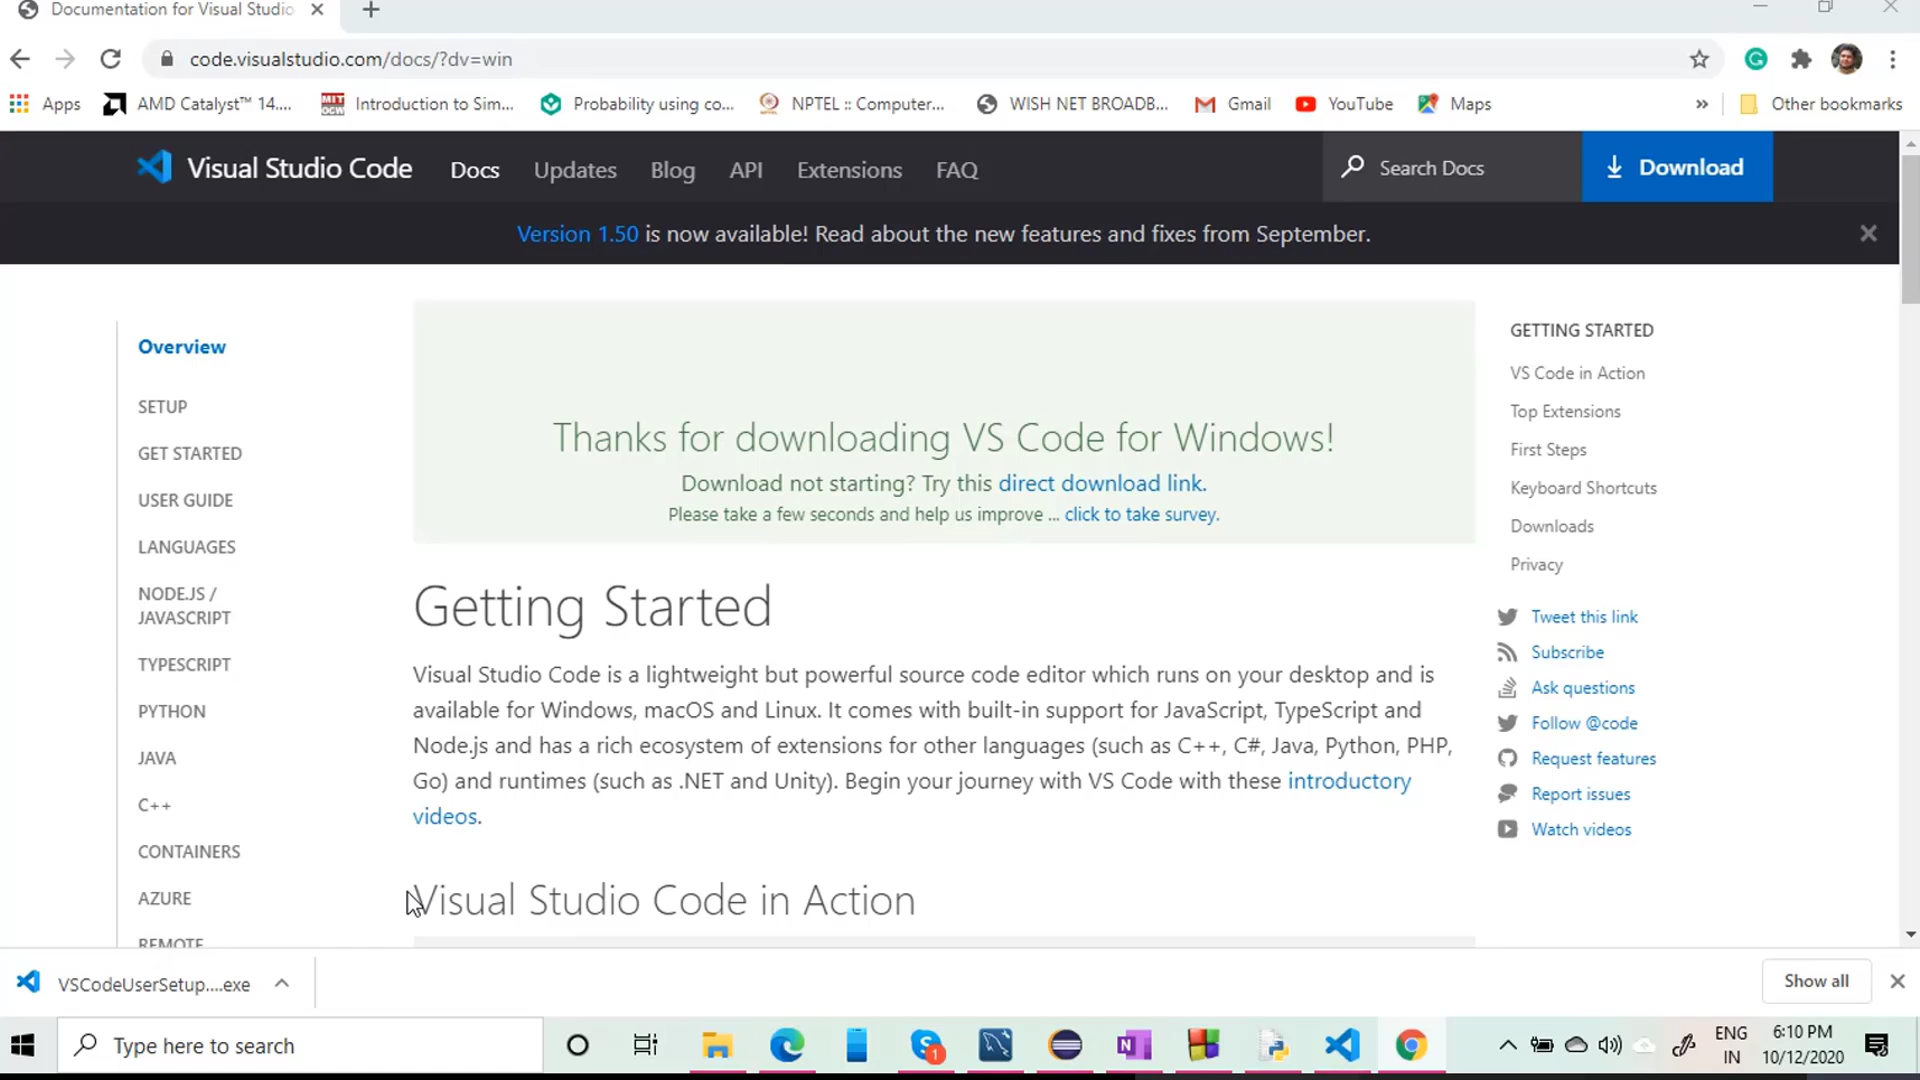 Documentation for Visual Studio
code.visualstudio.com/docs/?dv=win
Apps
AMD Catalyst™ 14....
MIT
OCW
Introduction to Sim...
Probability using co...
NPTEL :: Computer...
WISH NET BROADB...
Gmail
YouTube
Maps
»
Other bookmarks
Visual Studio Code
Docs
Updates
Blog
API
Extensions
FAQ
Search Docs
Download
Version 1.50 is now available! Read about the new features and fixes from September.
Overview
SETUP
GET STARTED
USER GUIDE
LANGUAGES
NODE.JS /
JAVASCRIPT
TYPESCRIPT
PYTHON
JAVA
C++
CONTAINERS
AZURE
REMOTE
Thanks for downloading VS Code for Windows!
Download not starting? Try this direct download link.
Please take a few seconds and help us improve ... click to take survey.
Getting Started
Visual Studio Code is a lightweight but powerful source code editor which runs on your desktop and is
available for Windows, macOS and Linux. It comes with built-in support for JavaScript, TypeScript and
Node.js and has a rich ecosystem of extensions for other languages (such as C++, C#, Java, Python, PHP,
Go) and runtimes (such as .NET and Unity). Begin your journey with VS Code with these introductory
videos.
Visual Studio Code in Action
GETTING STARTED
VS Code in Action
Top Extensions
First Steps
Keyboard Shortcuts
Downloads
Privacy
Tweet this link
Subscribe
Ask questions
Follow @code
Request features
Report issues
Watch videos
VSCodeUserSetup....exe
Show all
Type here to search
1
N
ENG
IN
6:10 PM
10/12/2020